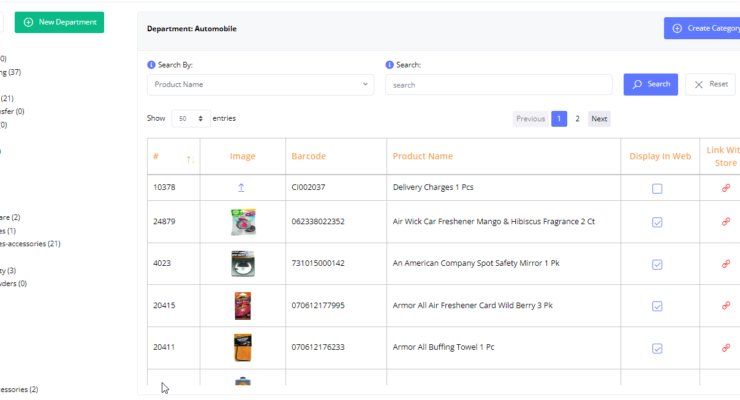 New Department
Department: Automobile
Create Category
0)
ng (37)
(21)
sfer (0)
(0)
)
are (2)
es (1)
es-accessories (21)
ty (3)
wders (0)
essories (2)
Search By:
Search:
Product Name
search
Search
Reset
Show 50 entries
Previous 1 2 Next
# Image Barcode Product Name Display In Web Link Wit
Store
10378 CI002037 Delivery Charges 1 Pcs
24879 062338022352 Air Wick Car Freshener Mango & Hibiscus Fragrance 2 Ct
4023 731015000142 An American Company Spot Safety Mirror 1 Pk
20415 070612177995 Armor All Air Freshener Card Wild Berry 3 Pk
20411 070612176233 Armor All Buffing Towel 1 Pc